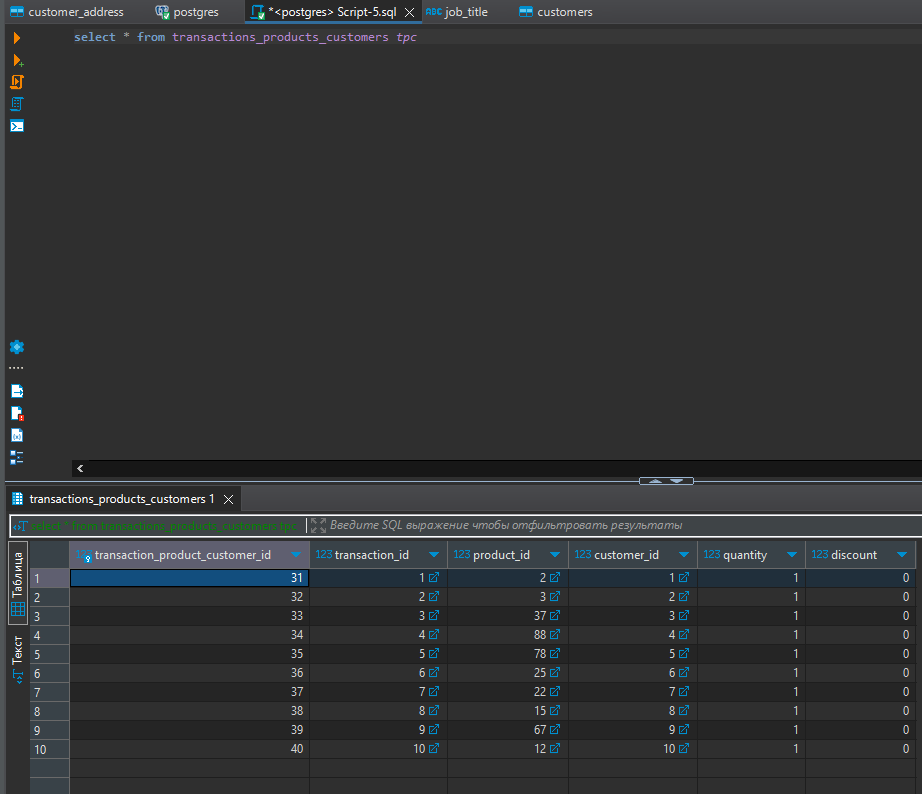 customer_address postgres *<postgres> Script-5.sql job_title customers
select * from transactions_products_customers tpc
transactions_products_customers 1
select * from transactions_products_customers tpc Введите SQL выражение чтобы отфильтровать результаты
Таблица
Текст
transaction_product_customer_id 123 transaction_id 123 product_id 123 customer_id 123 quantity 123 discount
1 31 1 2 1 1 0
2 32 2 3 2 1 0
3 33 3 37 3 1 0
4 34 4 88 4 1 0
5 35 5 78 5 1 0
6 36 6 25 6 1 0
7 37 7 22 7 1 0
8 38 8 15 8 1 0
9 39 9 67 9 1 0
10 40 10 12 10 1 0